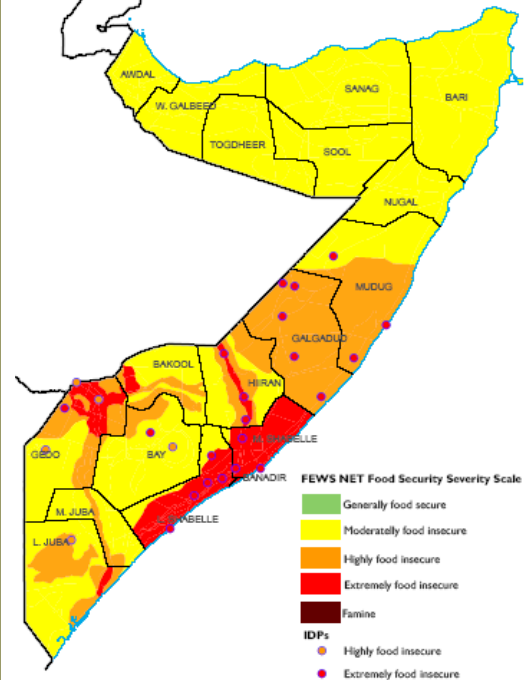 AWDAL
SANAG
BARI
W. GALBEED
TOGDHEER
SOOL
NUGAL
MUDUG
GALGADUD
BAKOOL
HIIRAN
M. SHABELLE
GEDO
BAY
BANADIR
M. JUBA
L. SHABELLE
L. JUBA
FEWS NET Food Security Severity Scale
Generally food secure
Moderatelly food insecure
Highly food insecure
Extremely food insecure
Famine
IDPs
Highly food insecure
Extremely food insecure